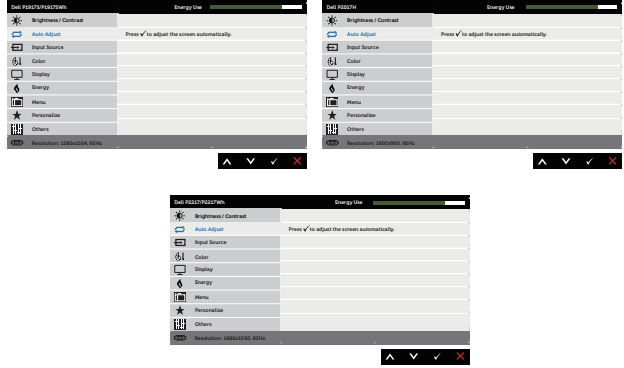 Dell P1917S/P1917SWh Energy Use
Brightness / Contrast
Auto Adjust Press ✓ to adjust the screen automatically.
Input Source
Color
Display
Energy
Menu
Personalize
Others
Resolution: 1280x1024, 60Hz
Dell P2017H Energy Use
Brightness / Contrast
Auto Adjust Press ✓ to adjust the screen automatically.
Input Source
Color
Display
Energy
Menu
Personalize
Others
Resolution: 1600x900, 60Hz
Dell P2217/P2217Wh Energy Use
Brightness / Contrast
Auto Adjust Press ✓ to adjust the screen automatically.
Input Source
Color
Display
Energy
Menu
Personalize
Others
Resolution: 1680x1050, 60Hz